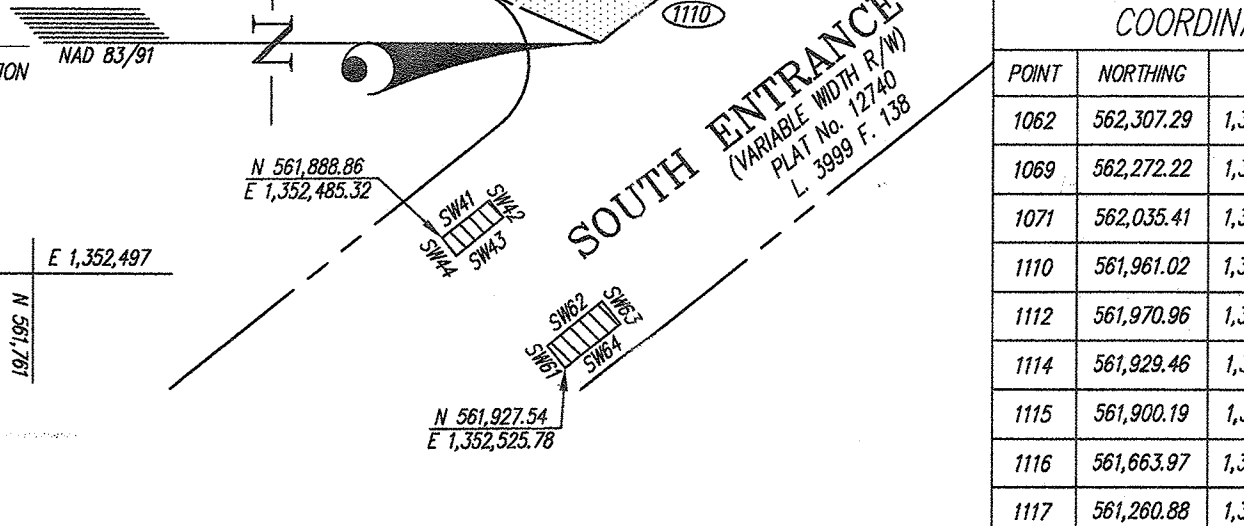 NAD 83/91
N
1110
SOUTH ENTRANCE
(VARIABLE WIDTH R/W)
PLAT No. 12740
L. 3999 F. 138
N 561,888.86
E 1,352,485.32
SW41
SW42
SW43
SW44
E 1,352,497
N 561,761
SW62
SW63
SW61
SW64
N 561,927.54
E 1,352,525.78
POINT NORTHING
1062 562,307.29
1069 562,272.22
1071 562,035.41
1110 561,961.02
1112 561,970.96
1114 561,929.46
1115 561,900.19
1116 561,663.97
1117 561,260.88